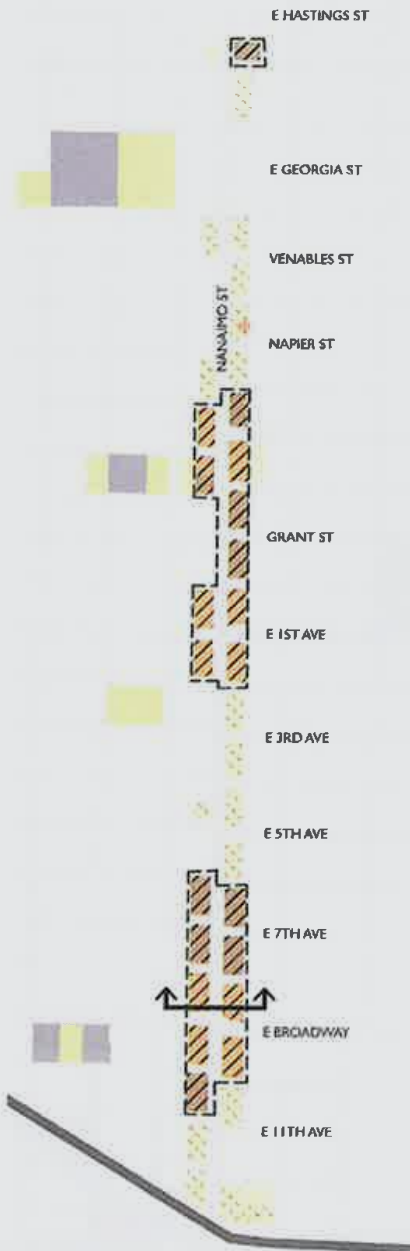 E HASTINGS ST
E GEORGIA ST
VENABLES ST
NANAIMO ST
NAPIER ST
GRANT ST
E 1ST AVE
E 3RD AVE
E 5TH AVE
E 7TH AVE
E BROADWAY
E 11TH AVE